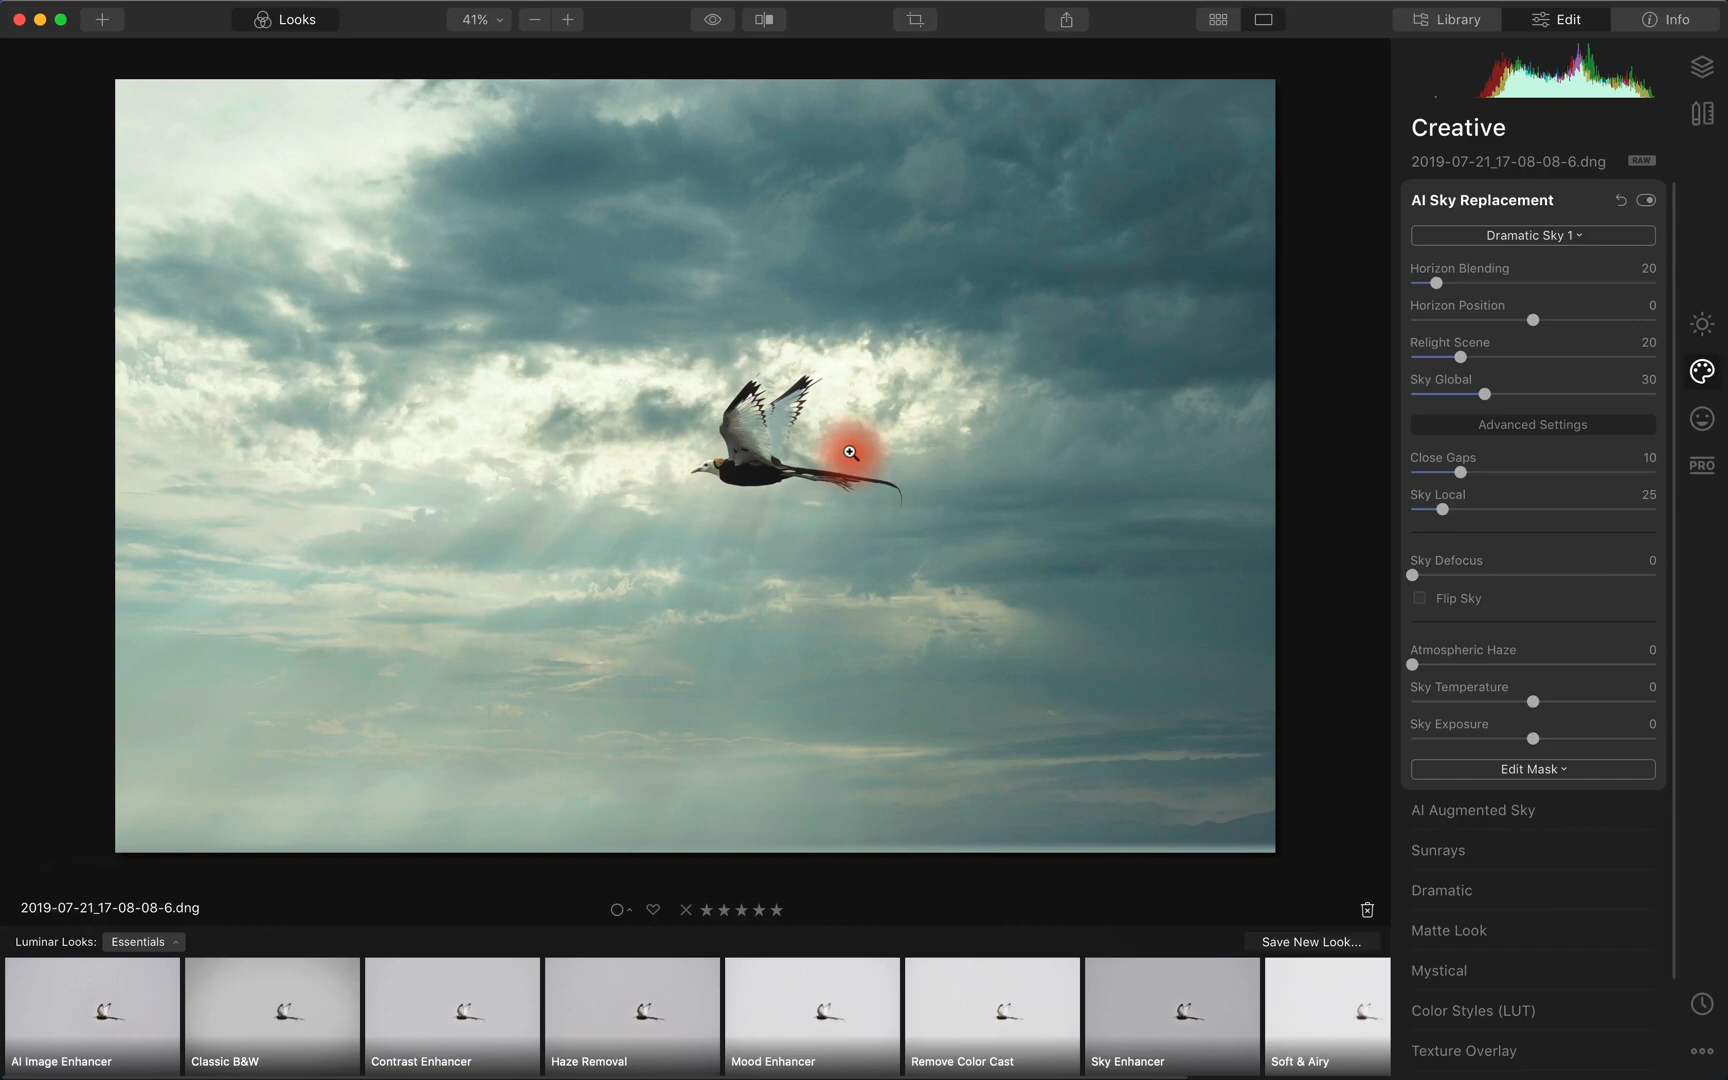 Looks
41%
Library
Edit
Info
Creative
2019-07-21_17-08-08-6.dng
RAW
AI Sky Replacement
Dramatic Sky 1
Horizon Blending 20
Horizon Position 0
Relight Scene 20
Sky Global 30
Advanced Settings
Close Gaps 10
Sky Local 25
Sky Defocus 0
Flip Sky
Atmospheric Haze 0
Sky Temperature 0
Sky Exposure 0
Edit Mask
AI Augmented Sky
Sunrays
Dramatic
Matte Look
Mystical
Color Styles (LUT)
Texture Overlay
PRO
2019-07-21_17-08-08-6.dng
Luminar Looks: Essentials
Save New Look...
AI Image Enhancer
Classic B&W
Contrast Enhancer
Haze Removal
Mood Enhancer
Remove Color Cast
Sky Enhancer
Soft & Airy